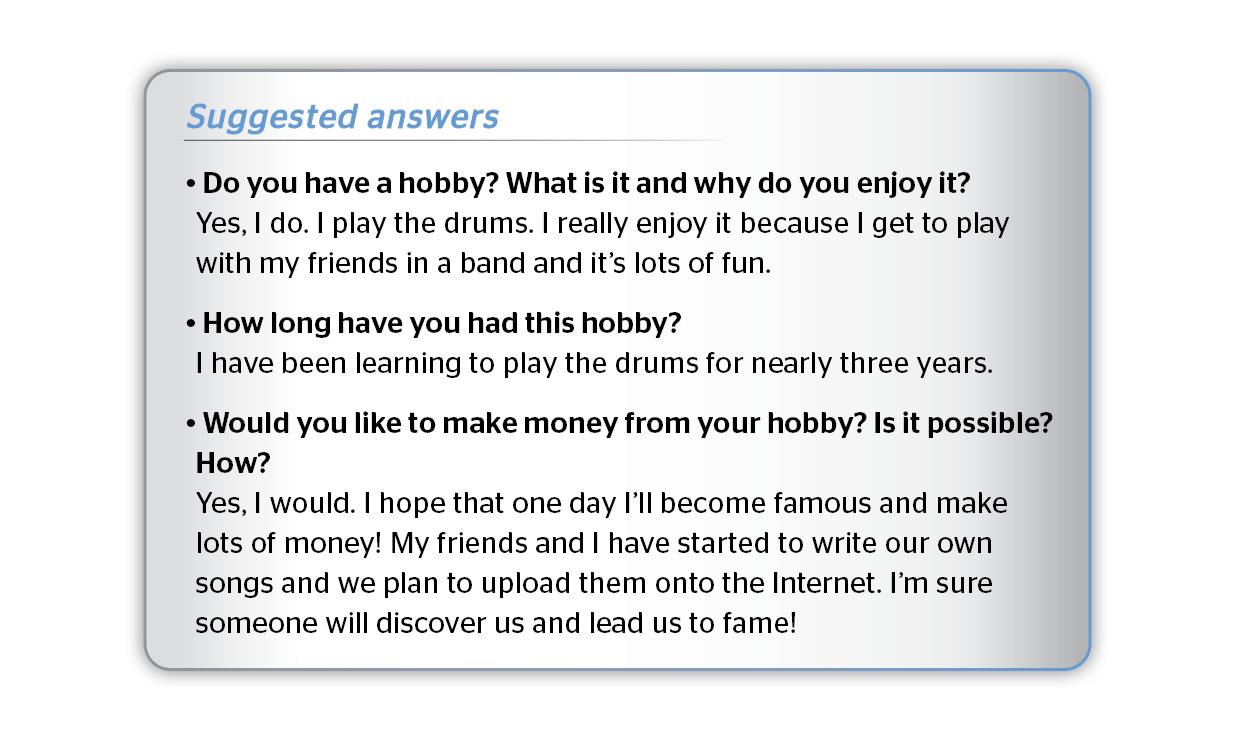 Suggested answers
• Do you have a hobby? What is it and why do you enjoy it?
Yes, I do. I play the drums. I really enjoy it because I get to play
with my friends in a band and it’s lots of fun.
• How long have you had this hobby?
I have been learning to play the drums for nearly three years.
• Would you like to make money from your hobby? Is it possible?
How?
Yes, I would. I hope that one day I’ll become famous and make
lots of money! My friends and I have started to write our own
songs and we plan to upload them onto the Internet. I’m sure
someone will discover us and lead us to fame!